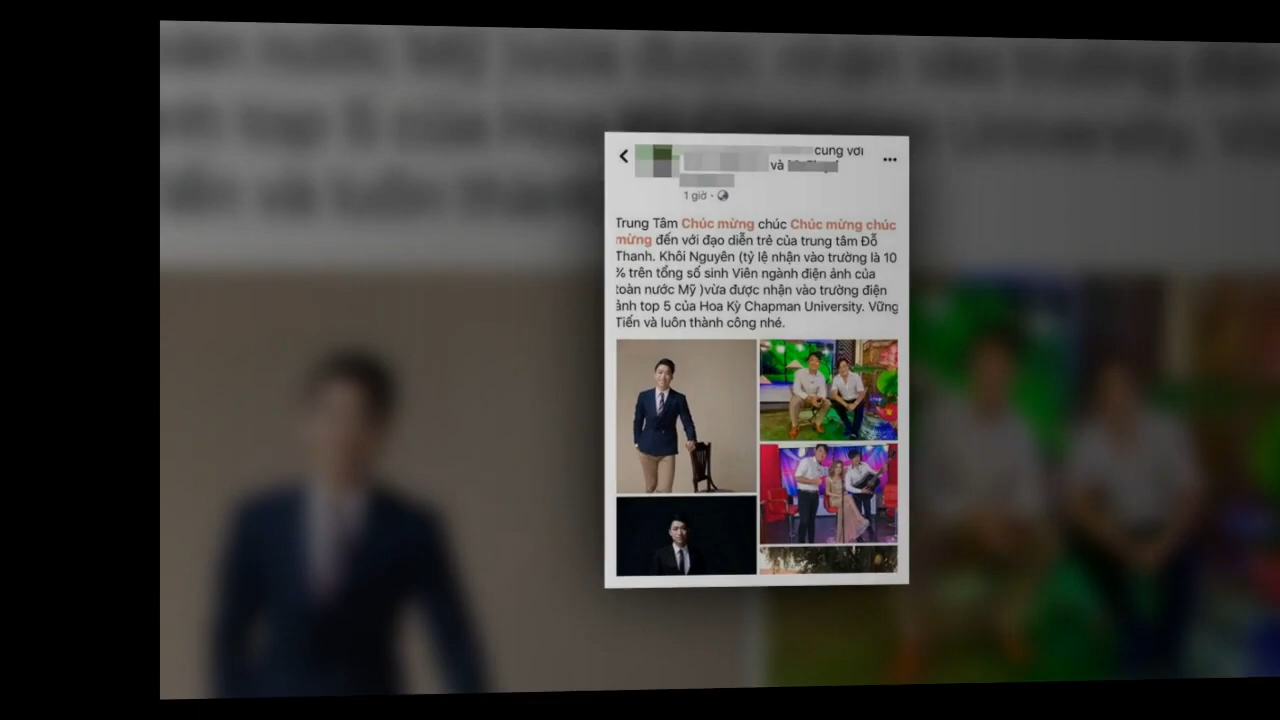 cùng với
và
1 giờ ·
Trung Tâm Chúc mừng chúc Chúc mừng chúc
mừng đến với đạo diễn trẻ của trung tâm Đỗ
Thanh. Khôi Nguyên (tỷ lệ nhận vào trường là 10
% trên tổng số sinh Viên ngành điện ảnh của
toàn nước Mỹ )vừa được nhận vào trường điện
ảnh top 5 của Hoa Kỳ Chapman University. Vững
Tiến và luôn thành công nhé.